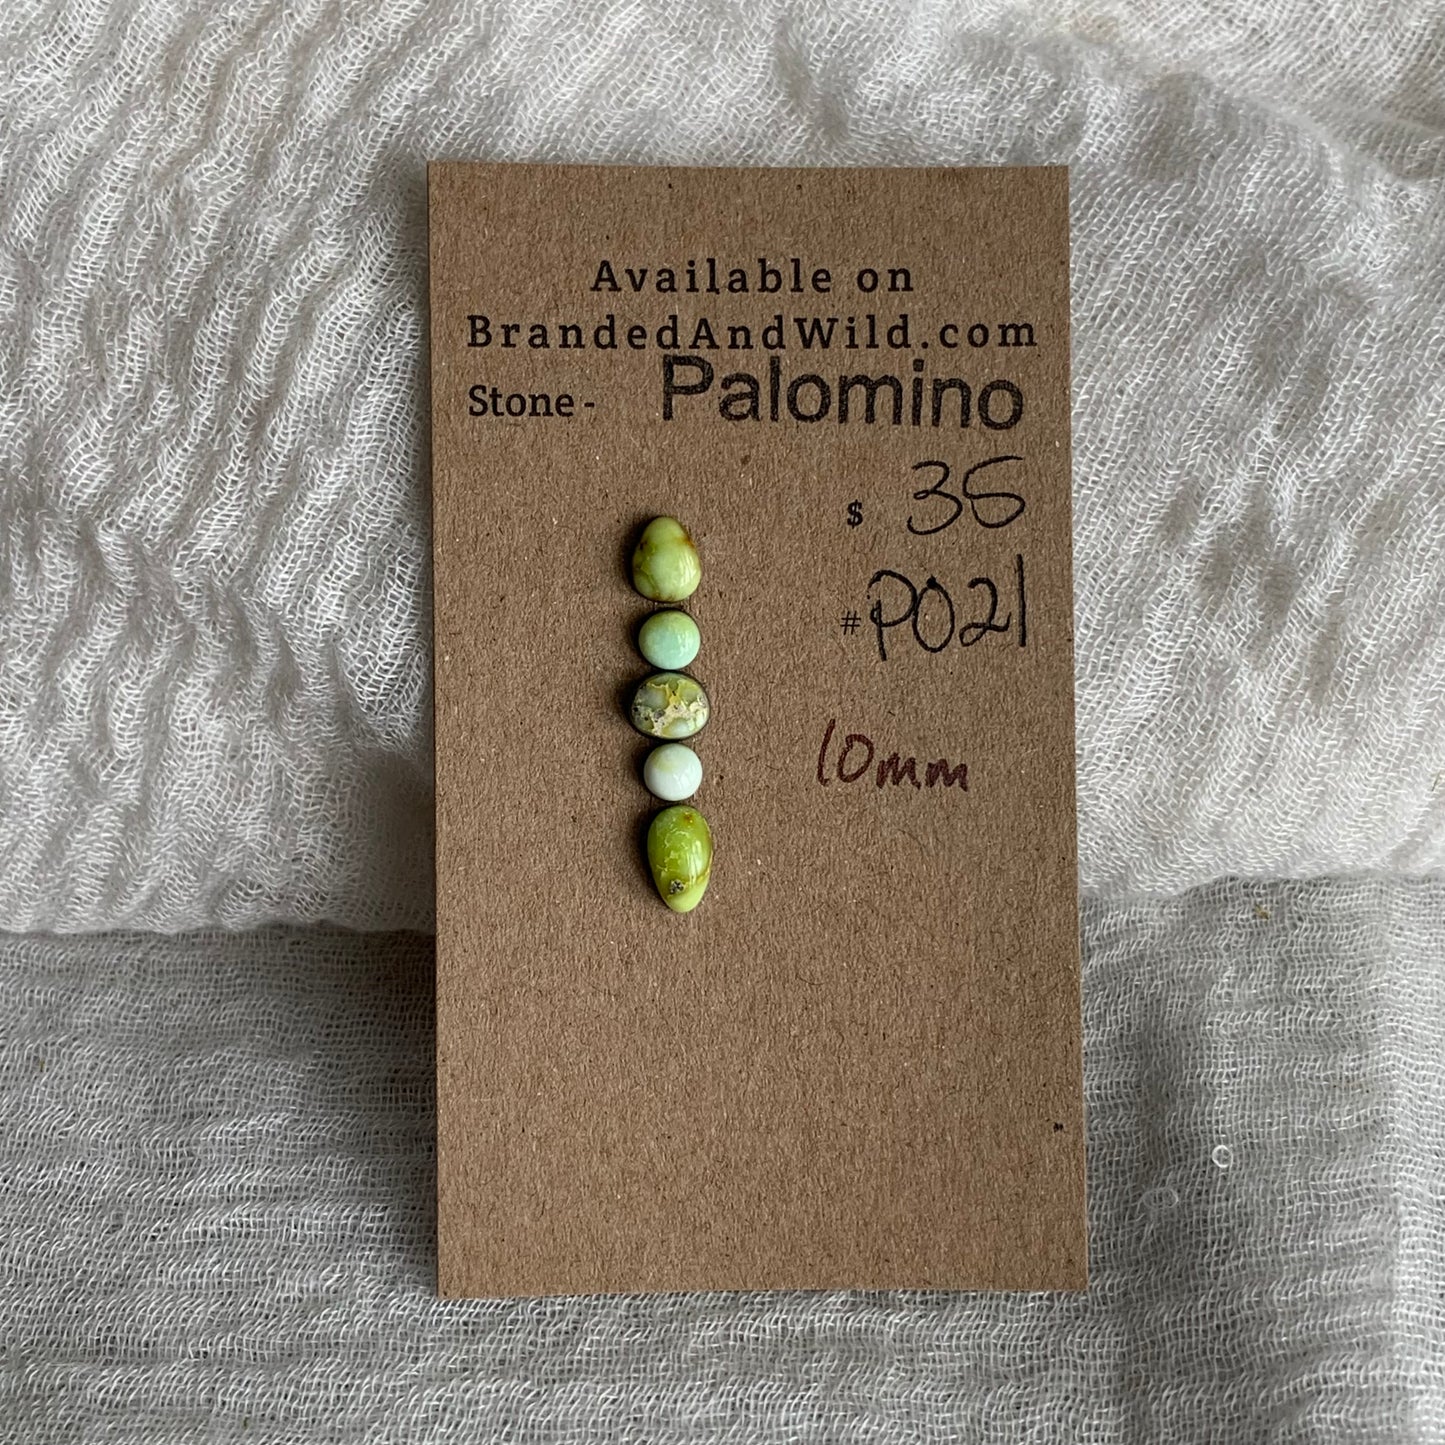 Available on
BrandedAndWild.com
Stone - Palomino
$ 35
# P021
10mm